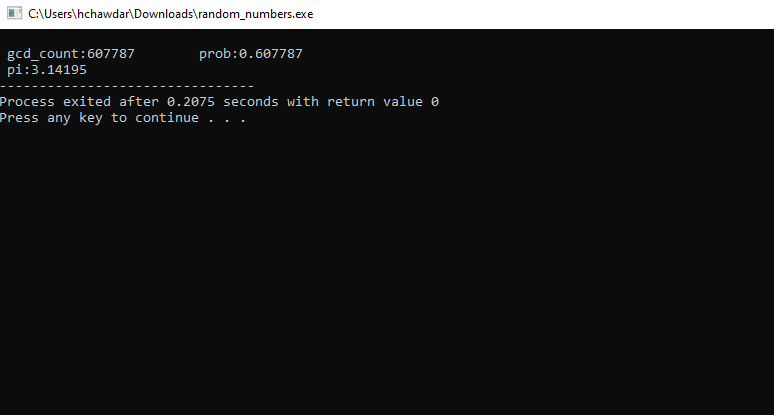 C:\Users\hchawdar\Downloads\random_numbers.exe
gcd_count:607787 prob:0.607787
pi:3.14195
--------------------------------
Process exited after 0.2075 seconds with return value 0
Press any key to continue . . .